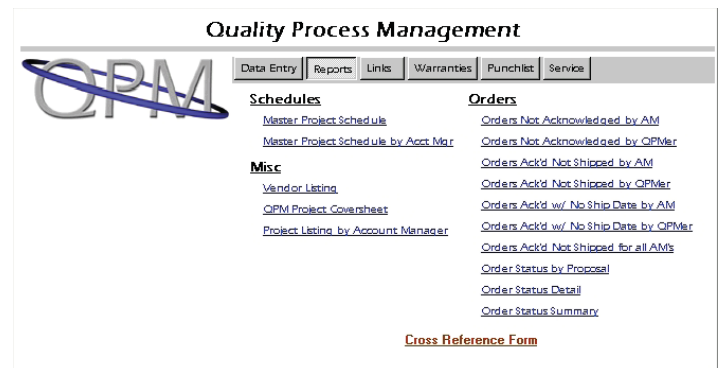 Quality Process Management
QPM
Data Entry Reports Links Warranties Punchlist Service
Schedules
Master Project Schedule
Master Project Schedule by Acct Mgr
Misc
Vendor Listing
QPM Project Coversheet
Project Listing by Account Manager
Orders
Orders Not Acknowledged by AM
Orders Not Acknowledged by QPMer
Orders Ack'd Not Shipped by AM
Orders Ack'd Not Shipped by QPMer
Orders Ack'd w/ No Ship Date by AM
Orders Ack'd w/ No Ship Date by QPMer
Orders Ack'd Not Shipped for all AM's
Order Status by Proposal
Order Status Detail
Order Status Summary
Cross Reference Form